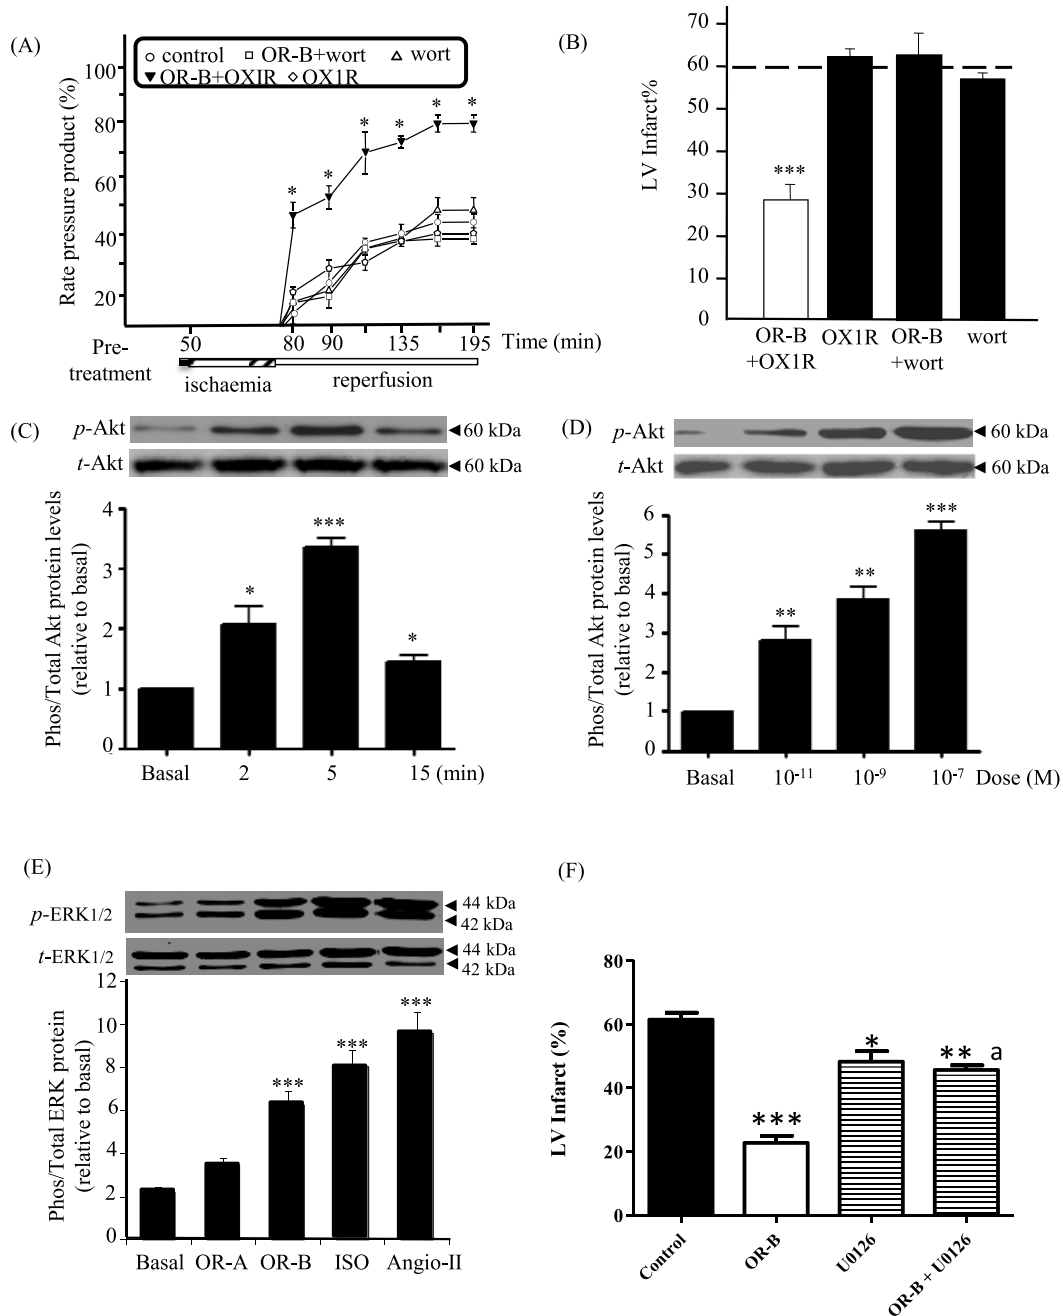 (A)
○ control □ OR-B+wort △ wort
▼ OR-B+OXIR ◇ OX1R
Rate pressure product (%)
100
80
60
40
20
* * * * * *
50 80 90 135 195 Time (min)
Pre-
treatment
ischaemia
reperfusion
(B)
LV Infarct%
70
60
50
40
30
20
10
0
***
OR-B
+OX1R
OX1R
OR-B
+wort
wort
(C)
p-Akt
60 kDa
t-Akt
60 kDa
Phos/Total Akt protein levels
(relative to basal)
4
3
2
1
0
*
***
*
Basal 2 5 15 (min)
(D)
p-Akt
60 kDa
t-Akt
60 kDa
Phos/Total Akt protein levels
(relative to basal)
6
5
4
3
2
1
0
**
**
***
Basal 10-11 10-9 10-7 Dose (M)
(E)
p-ERK1/2
44 kDa
42 kDa
t-ERK1/2
44 kDa
42 kDa
Phos/Total ERK protein
(relative to basal)
12
10
8
6
4
2
0
***
***
***
Basal OR-A OR-B ISO Angio-II
(F)
LV Infarct (%)
80
60
40
20
0
***
*
** a
Control
OR-B
U0126
OR-B + U0126